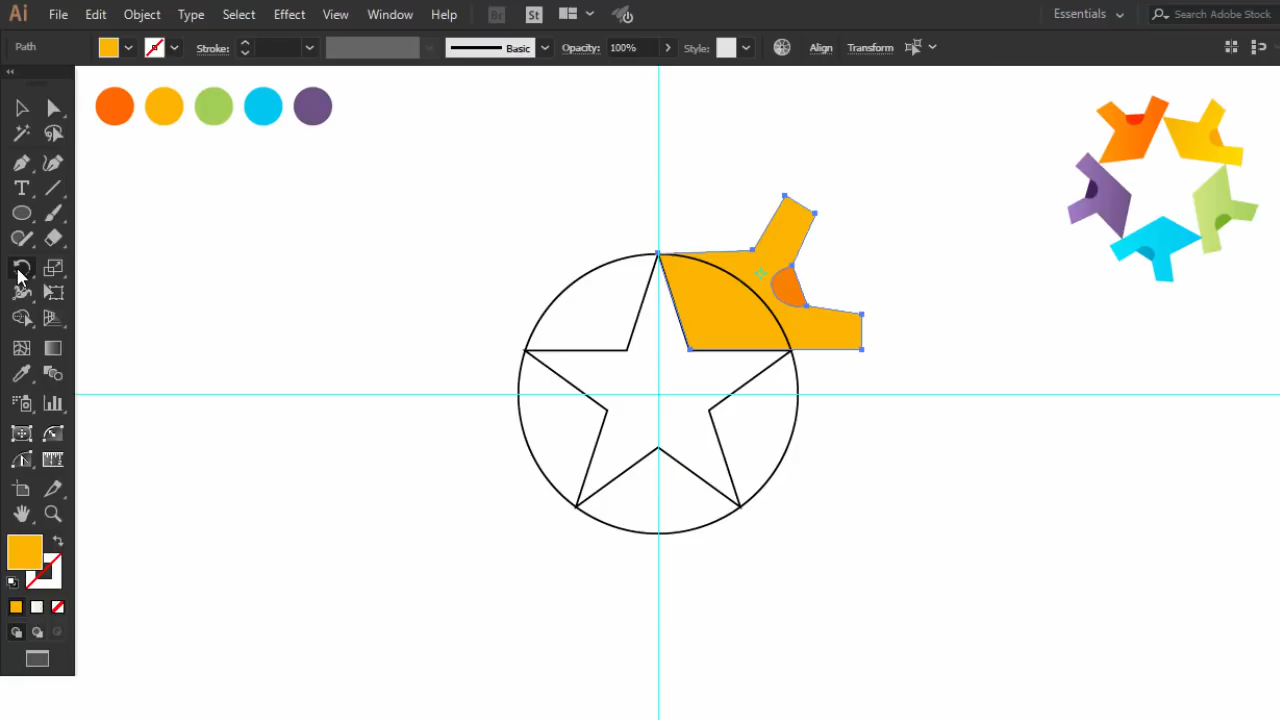 Ai File Edit Object Type Select Effect View Window Help Br St Essentials Search Adobe Stock
Path Stroke: Basic Opacity: 100% Style: Align Transform
T